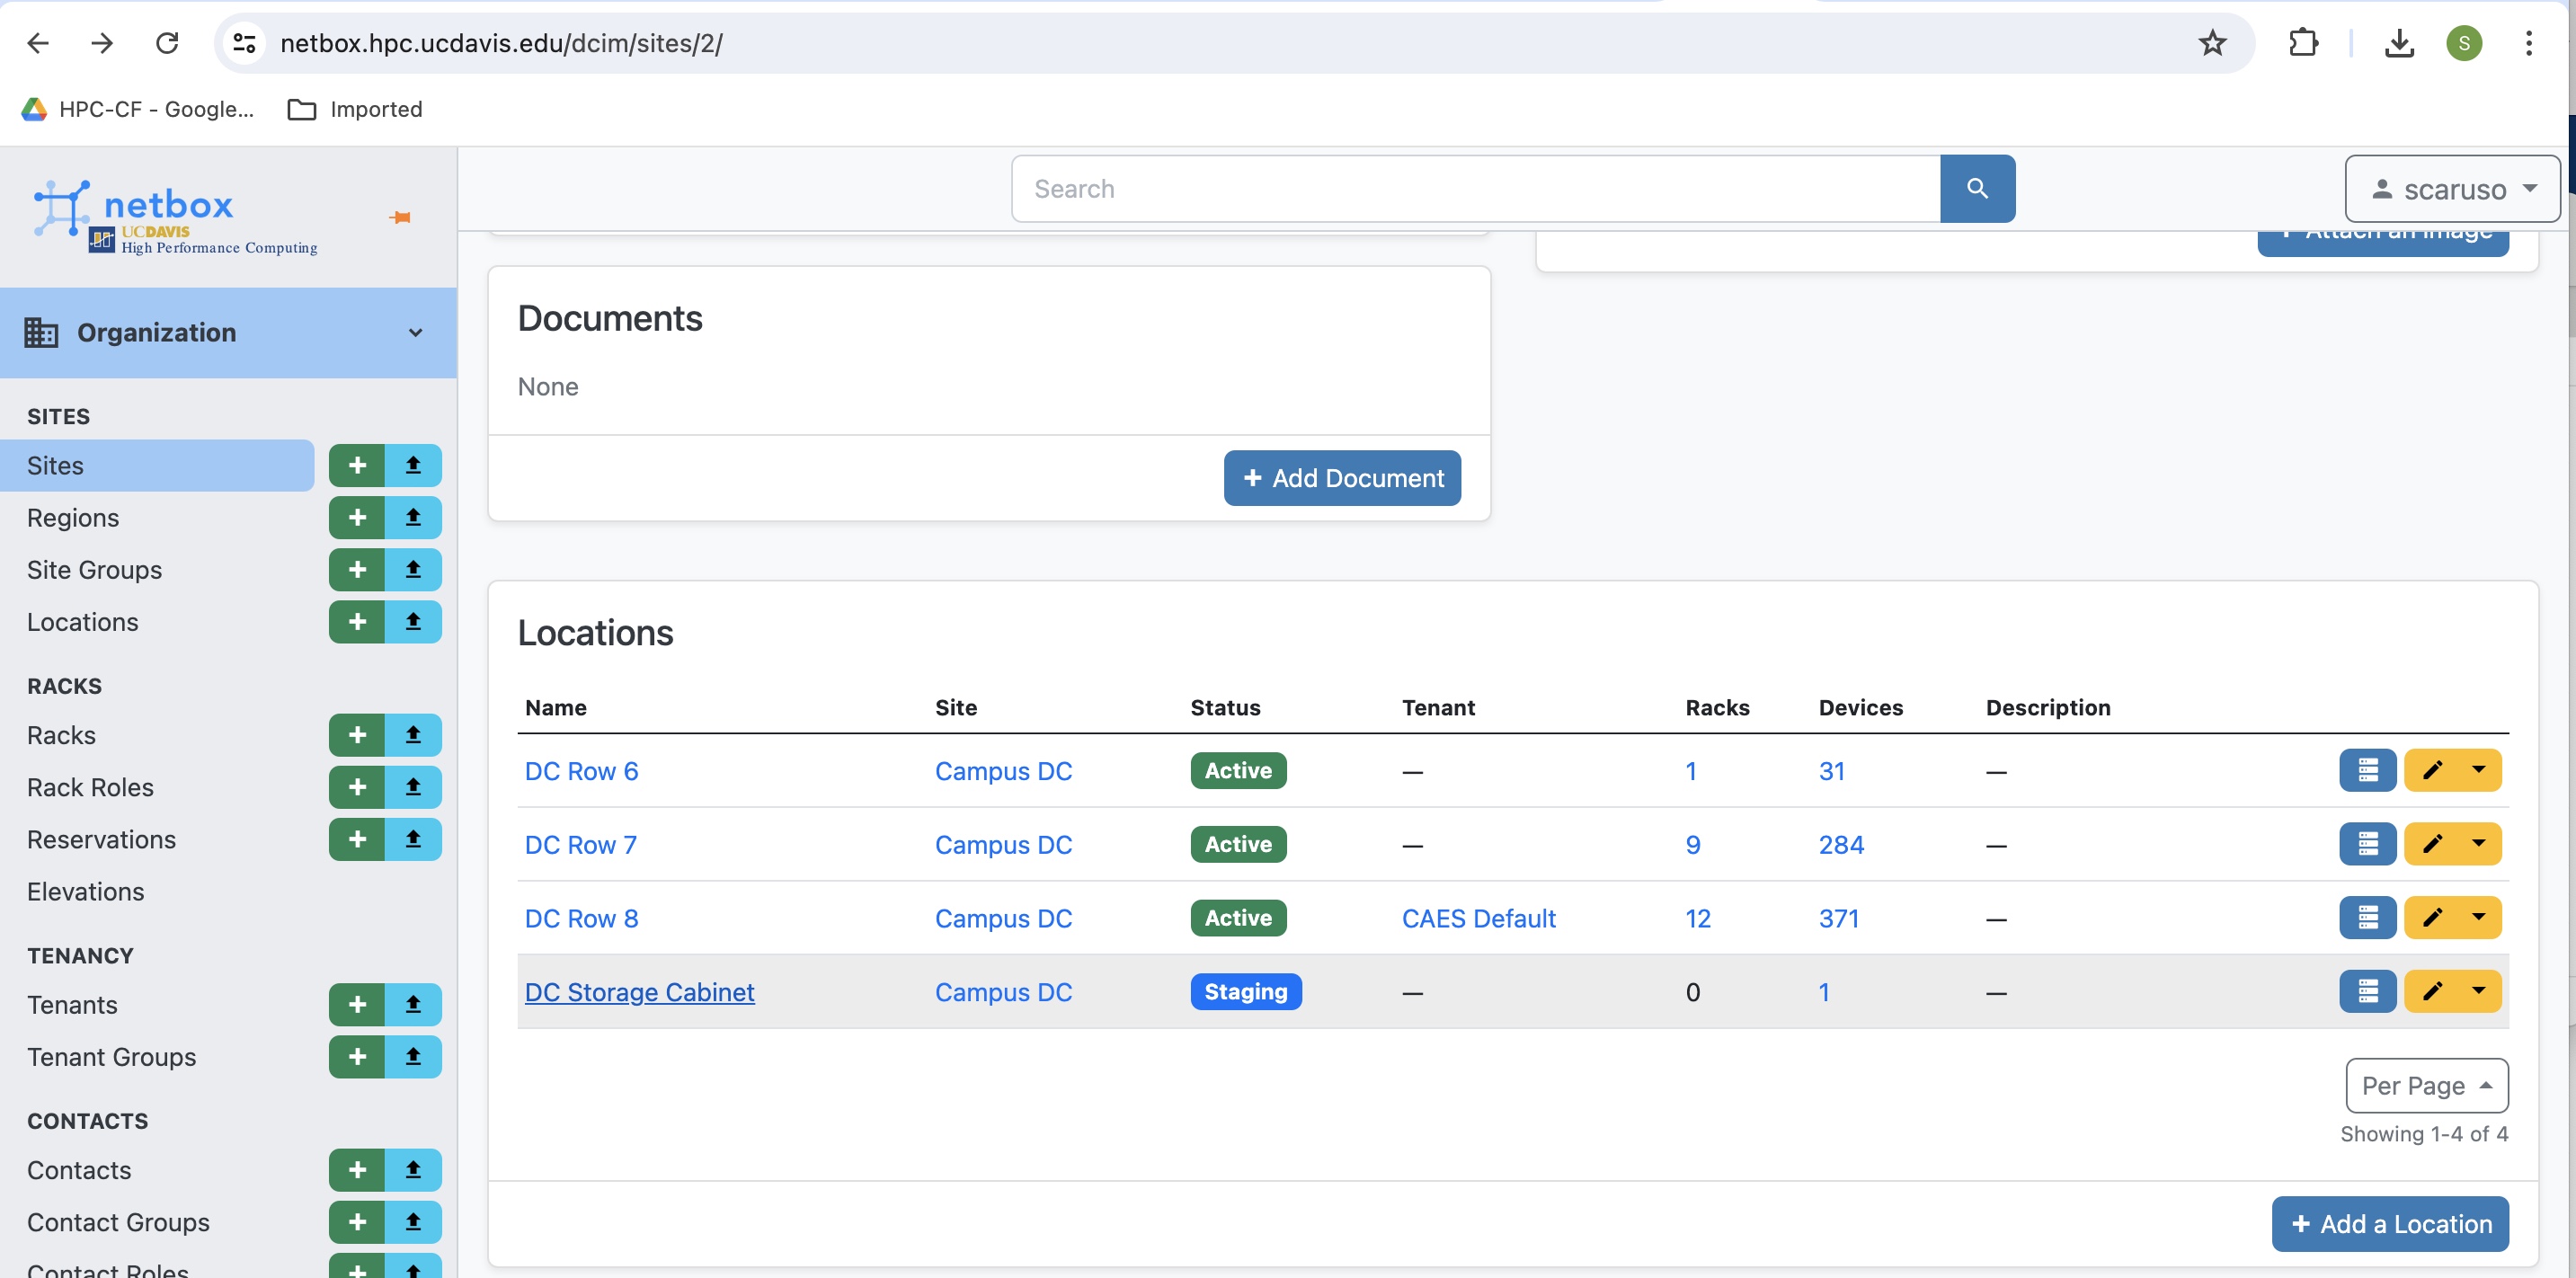 netbox.hpc.ucdavis.edu/dcim/sites/2/
S
HPC-CF - Google...
Imported
netbox
UCDAVIS
High Performance Computing
Search
scaruso
Attach an image
Organization
SITES
Sites
Regions
Site Groups
Locations
RACKS
Racks
Rack Roles
Reservations
Elevations
TENANCY
Tenants
Tenant Groups
CONTACTS
Contacts
Contact Groups
Contact Roles
Documents
None
+ Add Document
Locations
Name Site Status Tenant Racks Devices Description
DC Row 6 Campus DC Active — 1 31 —
DC Row 7 Campus DC Active — 9 284 —
DC Row 8 Campus DC Active CAES Default 12 371 —
DC Storage Cabinet Campus DC Staging — 0 1 —
Per Page
Showing 1-4 of 4
+ Add a Location